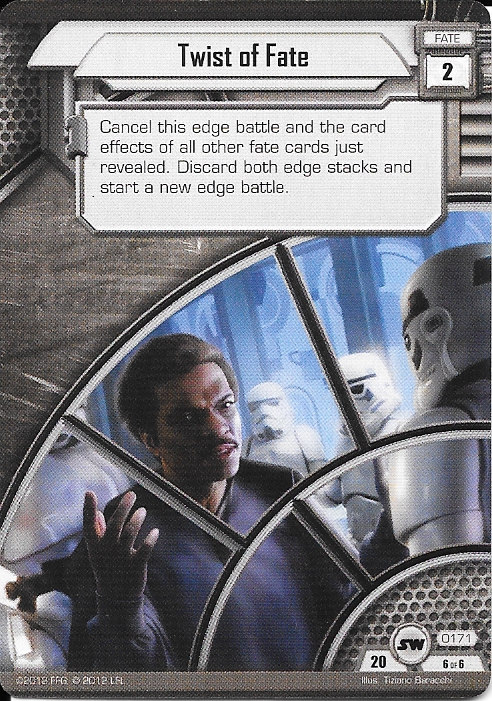 Twist of Fate
FATE
2
Cancel this edge battle and the card
effects of all other fate cards just
revealed. Discard both edge stacks and
start a new edge battle.
SW
0171
20
6 OF 6
©2012 FFG © 2012 LFL
Illus. Tiziano Baracchi